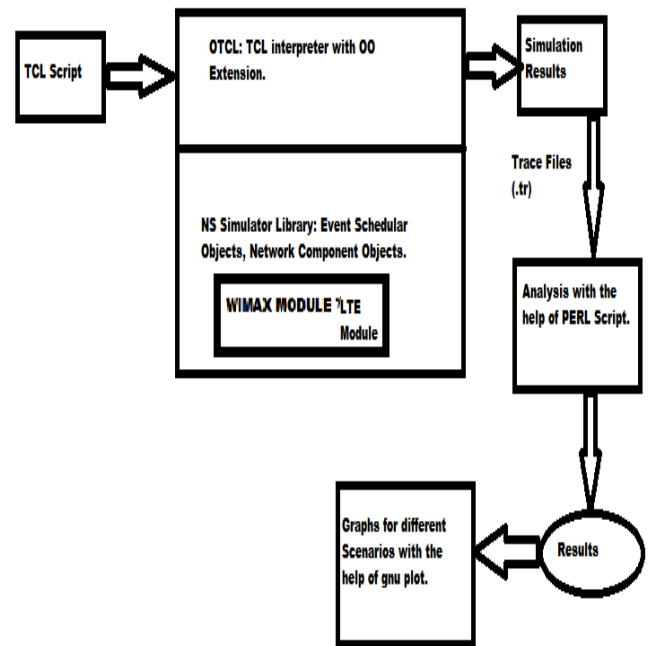 TCL Script
OTCL: TCL interpreter with OO
Extension.
Simulation
Results
Trace Files
(.tr)
NS Simulator Library: Event Schedular
Objects, Network Component Objects.
WIMAX MODULE "/LTE
Module
Analysis with the
help of PERL Script.
Results
Graphs for different
Scenarios with the
help of gnu plot.